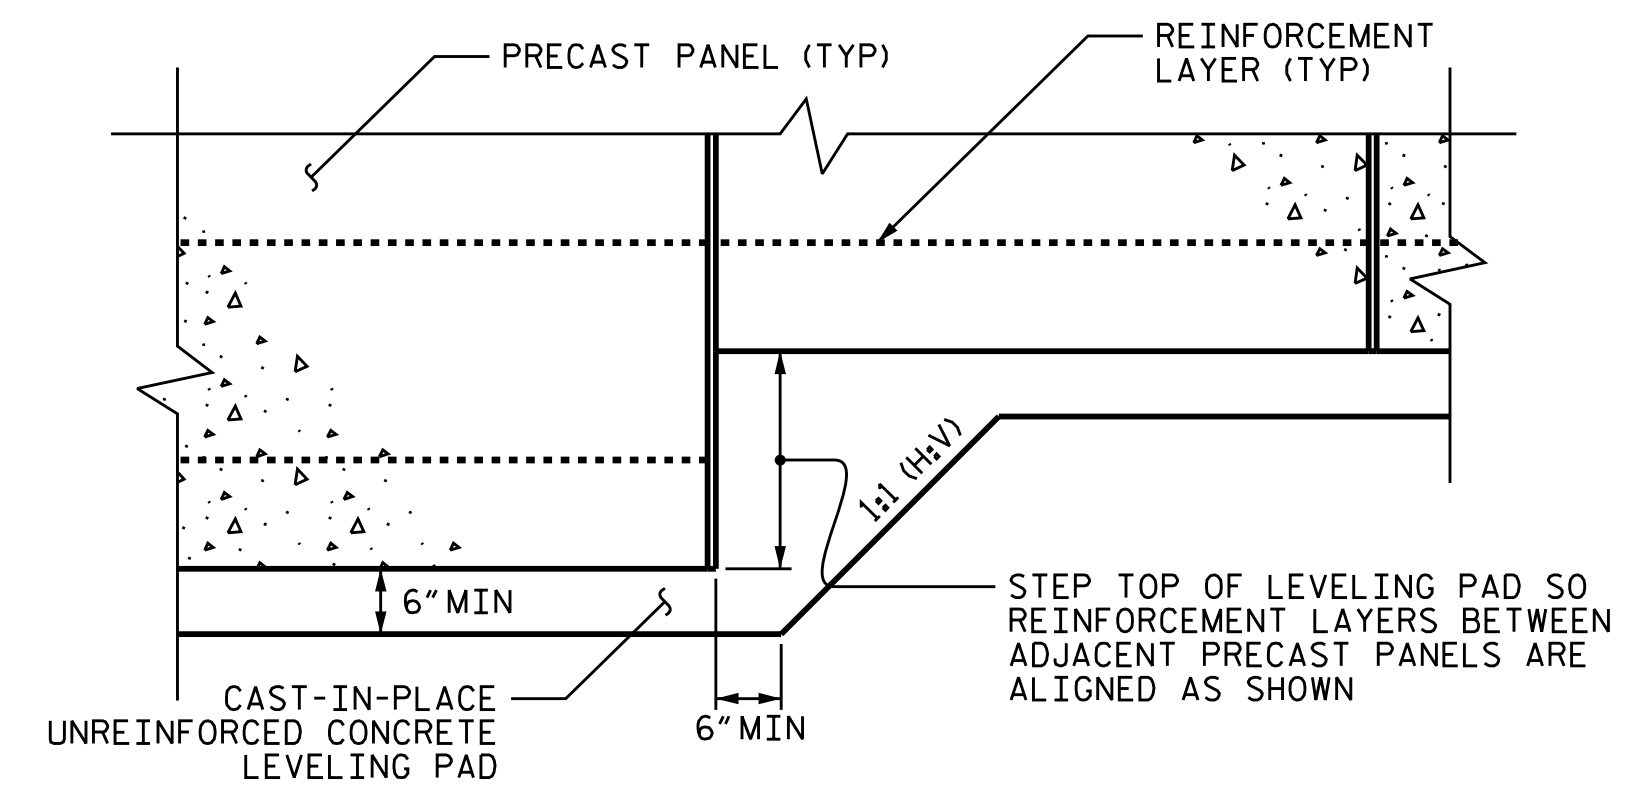 PRECAST PANEL (TYP)
REINFORCEMENT
LAYER (TYP)
1:1 (H:V)
6" MIN
STEP TOP OF LEVELING PAD SO
REINFORCEMENT LAYERS BETWEEN
ADJACENT PRECAST PANELS ARE
ALIGNED AS SHOWN
CAST-IN-PLACE
UNREINFORCED CONCRETE
LEVELING PAD
6" MIN